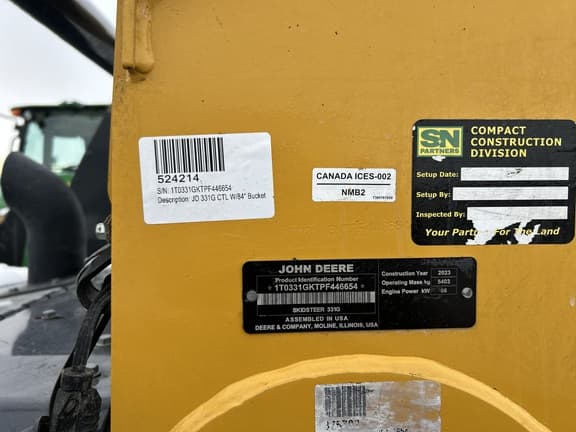 524214
S/N: 1T0331GKTPF446654
Description: JD 331G CTL W/84" Bucket
CANADA ICES-002
NMB2
SN PARTNERS
COMPACT
CONSTRUCTION
DIVISION
Setup Date:
Setup By:
Inspected By:
Your Partner For The Land
JOHN DEERE
Product Identification Number
*1T0331GKTPF446654*
SKIDSTEER 331G
ASSEMBLED IN USA
DEERE & COMPANY, MOLINE, ILLINOIS, USA
Construction Year 2023
Operating Mass kg 5403
Engine Power kW